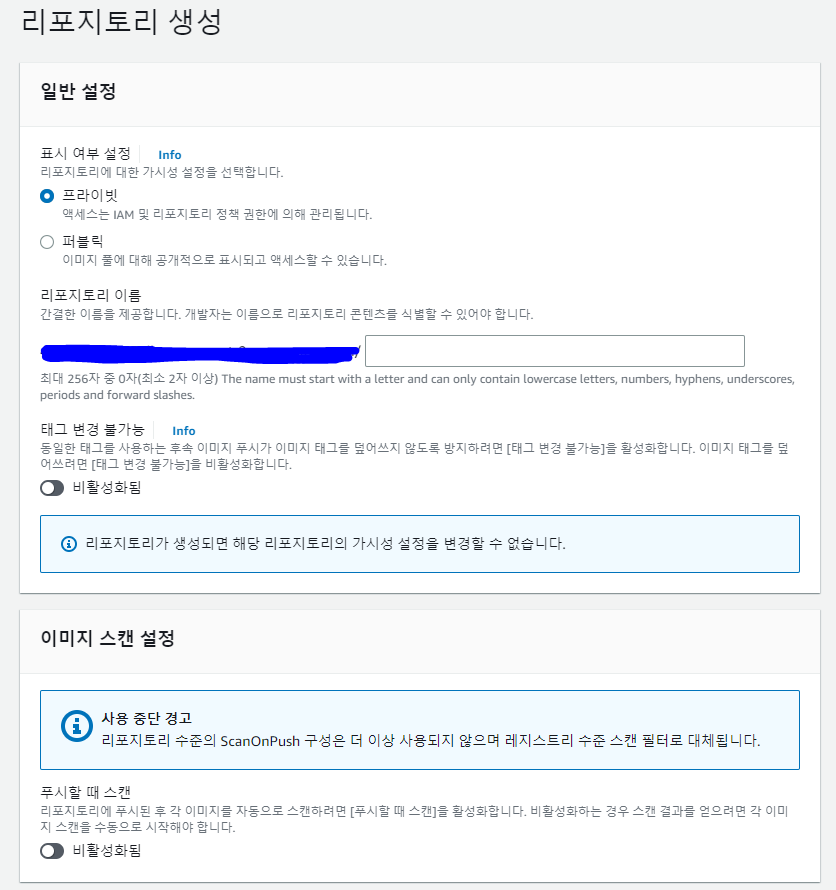 리포지토리 생성
일반 설정
표시 여부 설정 Info
리포지토리에 대한 가시성 설정을 선택합니다.
프라이빗
액세스는 IAM 및 리포지토리 정책 권한에 의해 관리됩니다.
퍼블릭
이미지 풀에 대해 공개적으로 표시되고 액세스할 수 있습니다.
리포지토리 이름
간결한 이름을 제공합니다. 개발자는 이름으로 리포지토리 콘텐츠를 식별할 수 있어야 합니다.
/
최대 256자 중 0자(최소 2자 이상) The name must start with a letter and can only contain lowercase letters, numbers, hyphens, underscores,
periods and forward slashes.
태그 변경 불가능 Info
동일한 태그를 사용하는 후속 이미지 푸시가 이미지 태그를 덮어쓰지 않도록 방지하려면 [태그 변경 불가능]을 활성화합니다. 이미지 태그를 덮
어쓰려면 [태그 변경 불가능]을 비활성화합니다.
비활성화됨
리포지토리가 생성되면 해당 리포지토리의 가시성 설정을 변경할 수 없습니다.
이미지 스캔 설정
사용 중단 경고
리포지토리 수준의 ScanOnPush 구성은 더 이상 사용되지 않으며 레지스트리 수준 스캔 필터로 대체됩니다.
푸시할 때 스캔
리포지토리에 푸시된 후 각 이미지를 자동으로 스캔하려면 [푸시할 때 스캔]을 활성화합니다. 비활성화하는 경우 스캔 결과를 얻으려면 각 이미
지 스캔을 수동으로 시작해야 합니다.
비활성화됨